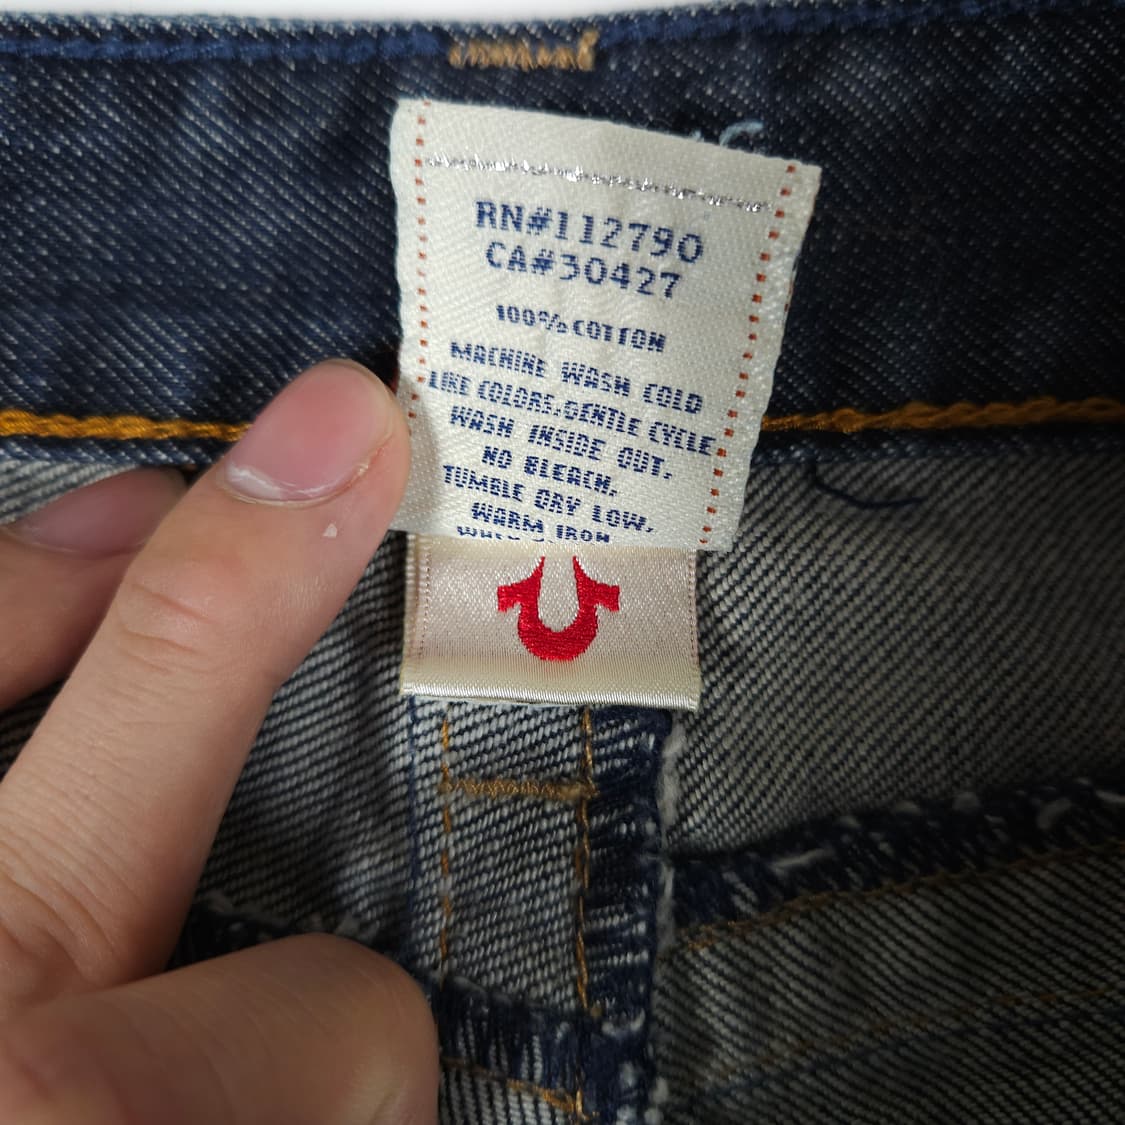 RN#112790
CA#30427
100% COTTON
MACHINE WASH COLD
LIKE COLORS.GENTLE CYCLE
WASH INSIDE OUT.
NO BLEACH.
TUMBLE DRY LOW.
WARM IRON